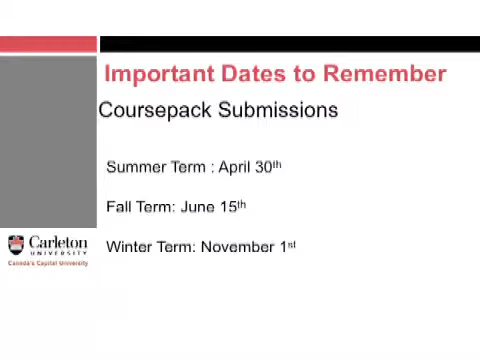 Important Dates to Remember
Coursepack Submissions
Summer Term : April 30th
Fall Term: June 15th
Winter Term: November 1st
Carleton
UNIVERSITY
Canada's Capital University